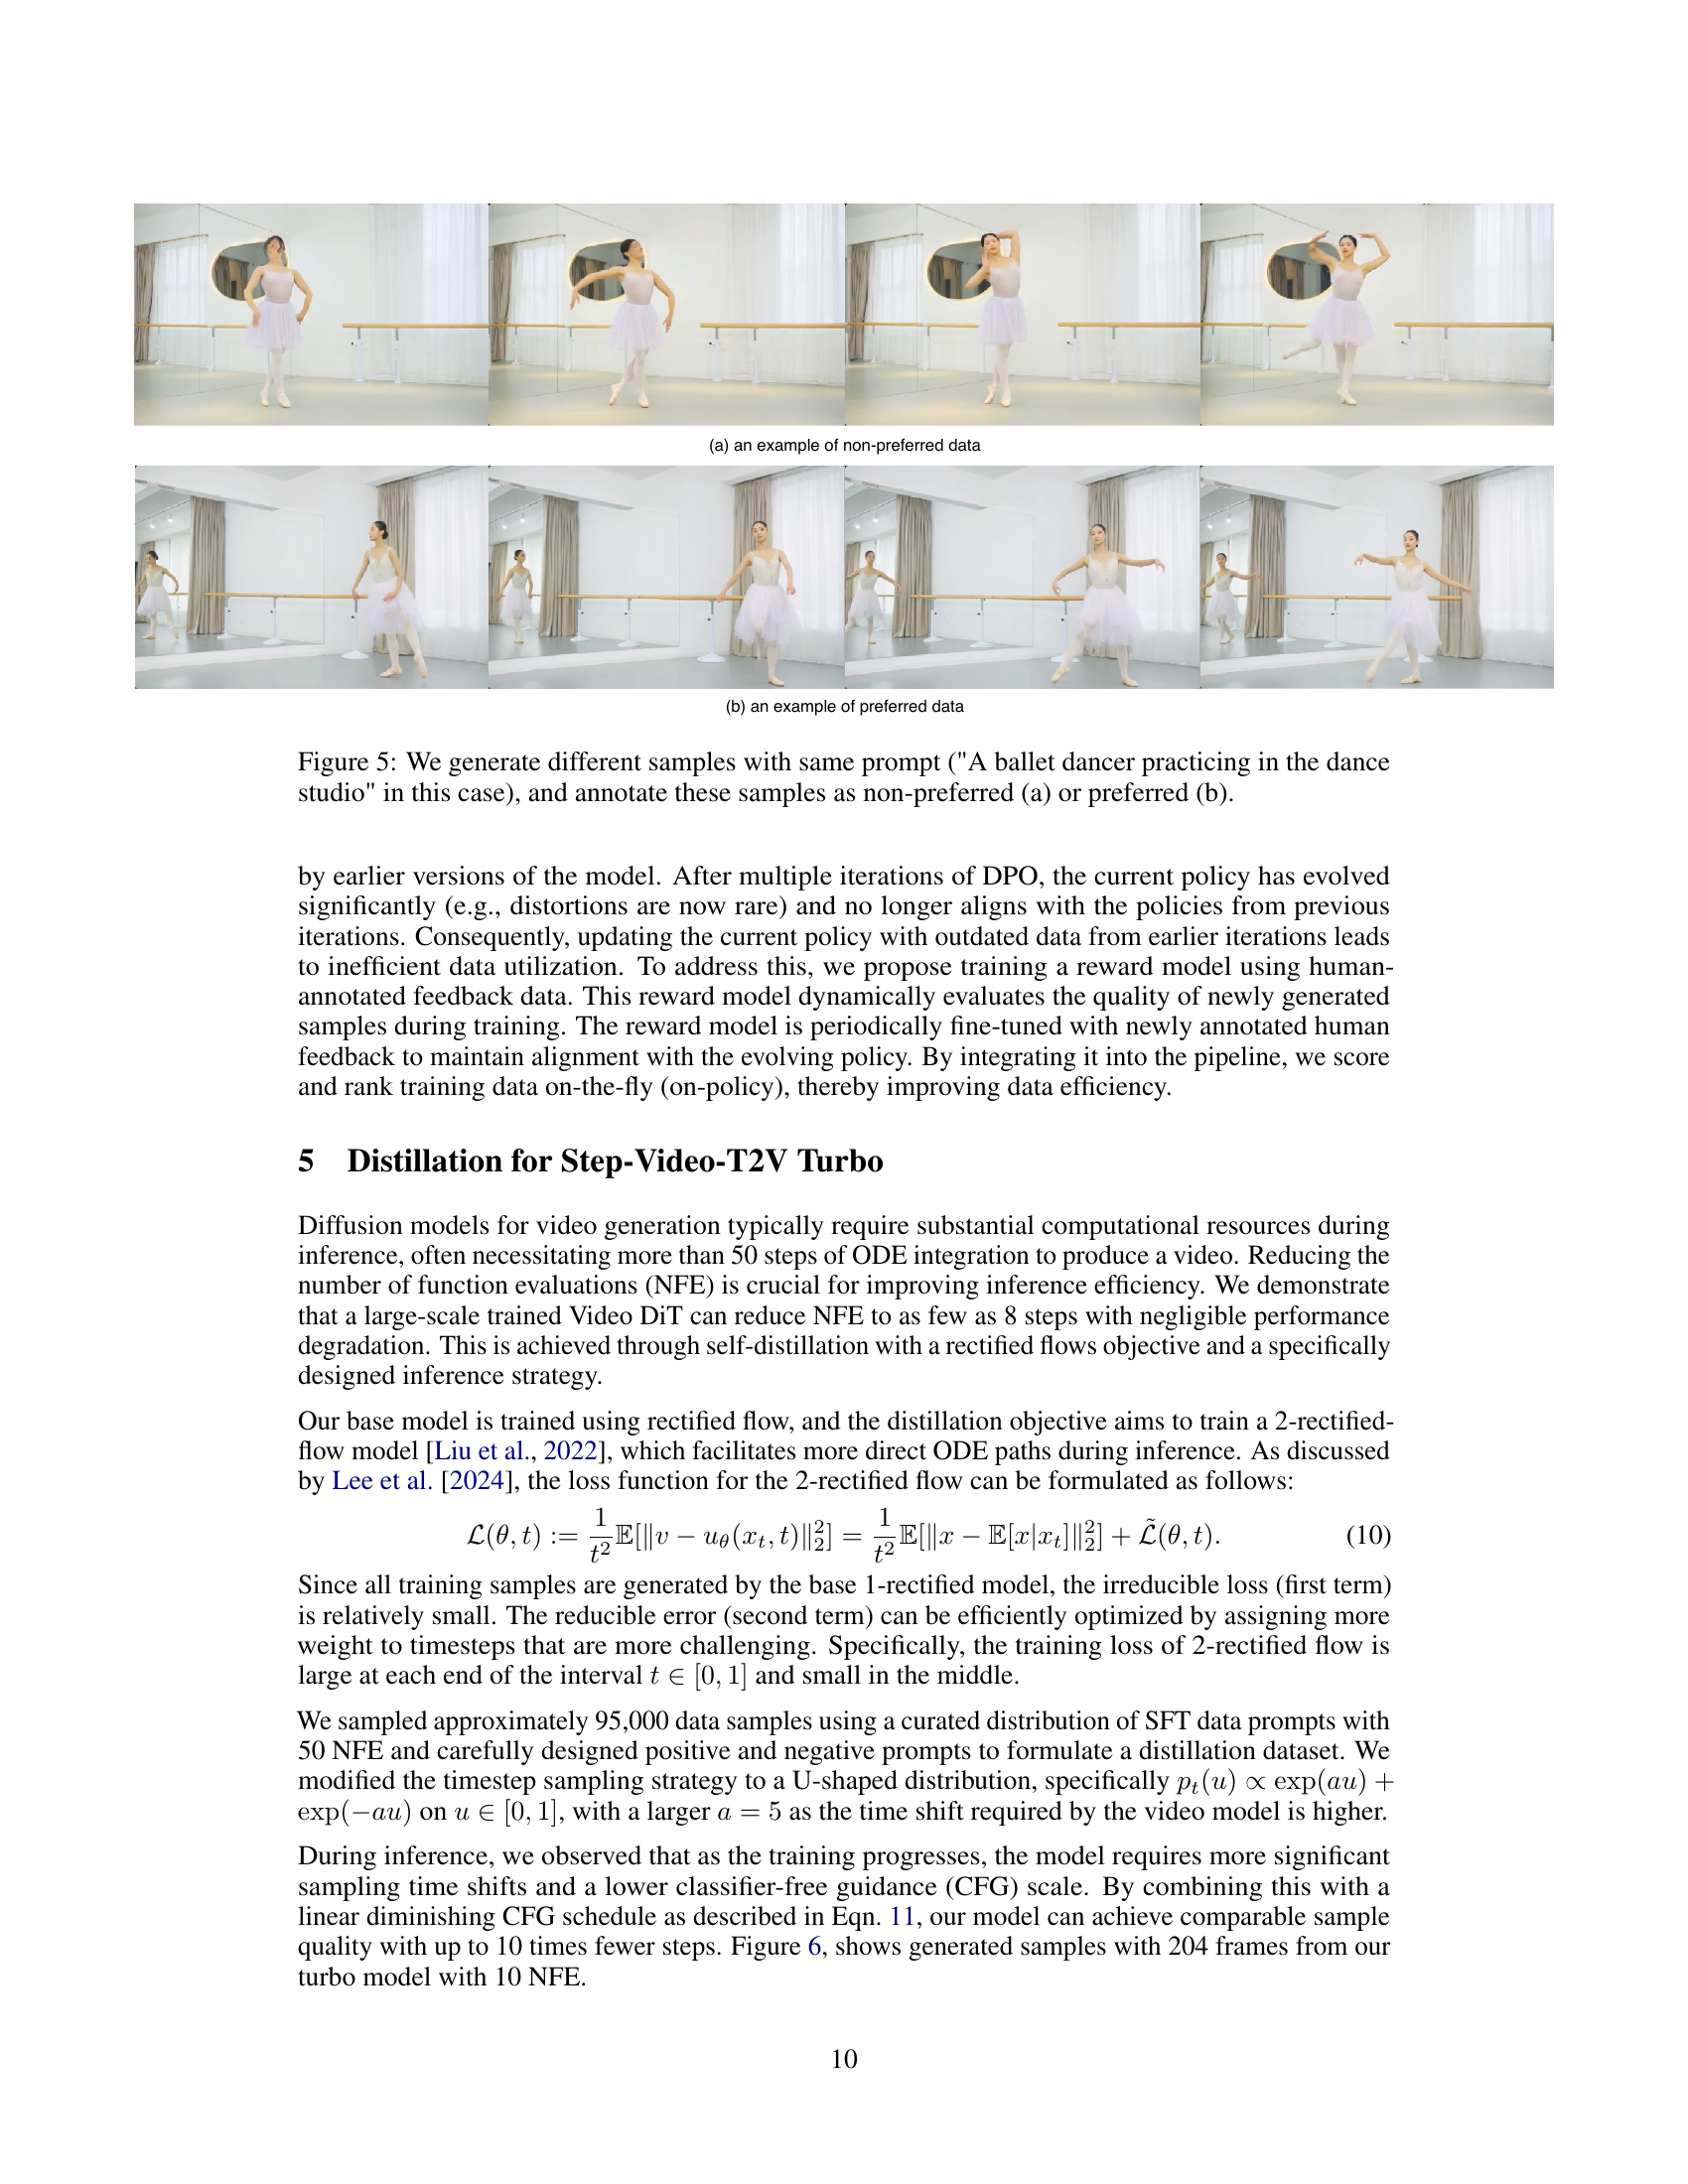 (a) an example of non-preferred data
(b) an example of preferred data
Figure 5: We generate different samples with same prompt ("A ballet dancer practicing in the dance
studio" in this case), and annotate these samples as non-preferred (a) or preferred (b).
by earlier versions of the model. After multiple iterations of DPO, the current policy has evolved
significantly (e.g., distortions are now rare) and no longer aligns with the policies from previous
iterations. Consequently, updating the current policy with outdated data from earlier iterations leads
to inefficient data utilization. To address this, we propose training a reward model using human-
annotated feedback data. This reward model dynamically evaluates the quality of newly generated
samples during training. The reward model is periodically fine-tuned with newly annotated human
feedback to maintain alignment with the evolving policy. By integrating it into the pipeline, we score
and rank training data on-the-fly (on-policy), thereby improving data efficiency.
5 Distillation for Step-Video-T2V Turbo
Diffusion models for video generation typically require substantial computational resources during
inference, often necessitating more than 50 steps of ODE integration to produce a video. Reducing the
number of function evaluations (NFE) is crucial for improving inference efficiency. We demonstrate
that a large-scale trained Video DiT can reduce NFE to as few as 8 steps with negligible performance
degradation. This is achieved through self-distillation with a rectified flows objective and a specifically
designed inference strategy.
Our base model is trained using rectified flow, and the distillation objective aims to train a 2-rectified-
flow model [Liu et al., 2022], which facilitates more direct ODE paths during inference. As discussed
by Lee et al. [2024], the loss function for the 2-rectified flow can be formulated as follows:
ℒ(θ, t) := 1/t² 𝔼[‖v − u_θ(x_t, t)‖₂²] = 1/t² 𝔼[‖x − 𝔼[x|x_t]‖₂²] + ℒ̃(θ, t). (10)
Since all training samples are generated by the base 1-rectified model, the irreducible loss (first term)
is relatively small. The reducible error (second term) can be efficiently optimized by assigning more
weight to timesteps that are more challenging. Specifically, the training loss of 2-rectified flow is
large at each end of the interval t ∈ [0, 1] and small in the middle.
We sampled approximately 95,000 data samples using a curated distribution of SFT data prompts with
50 NFE and carefully designed positive and negative prompts to formulate a distillation dataset. We
modified the timestep sampling strategy to a U-shaped distribution, specifically p_t(u) ∝ exp(au) +
exp(−au) on u ∈ [0, 1], with a larger a = 5 as the time shift required by the video model is higher.
During inference, we observed that as the training progresses, the model requires more significant
sampling time shifts and a lower classifier-free guidance (CFG) scale. By combining this with a
linear diminishing CFG schedule as described in Eqn. 11, our model can achieve comparable sample
quality with up to 10 times fewer steps. Figure 6, shows generated samples with 204 frames from our
turbo model with 10 NFE.
10